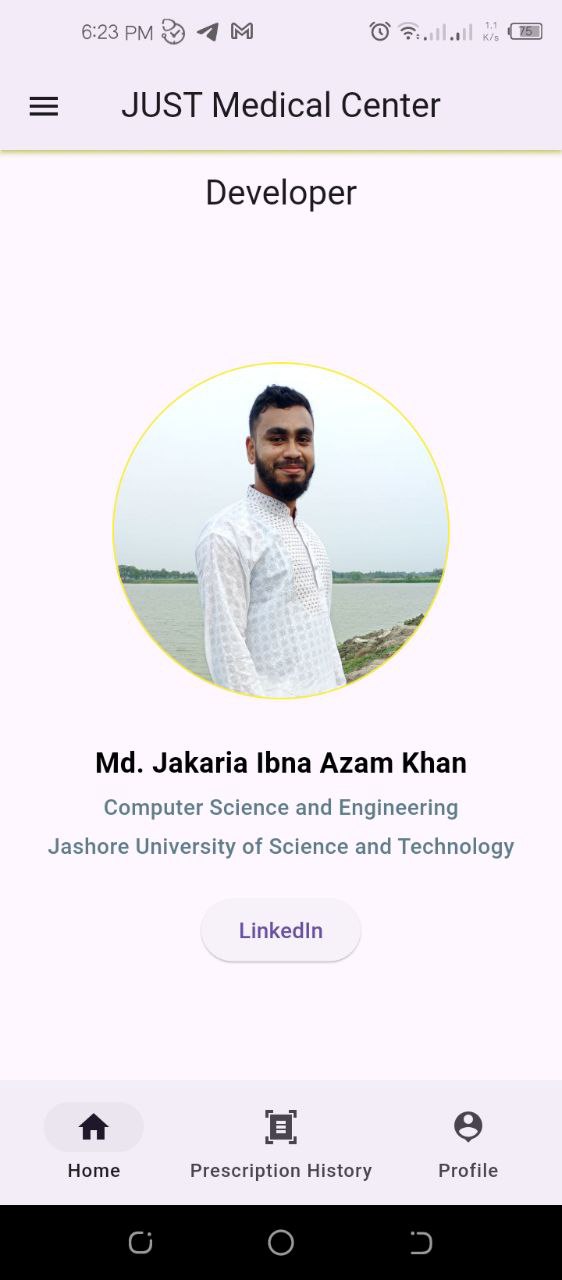 6:23 PM
1.1
K/s
75
JUST Medical Center
Developer
Md. Jakaria Ibna Azam Khan
Computer Science and Engineering
Jashore University of Science and Technology
LinkedIn
Home
Prescription History
Profile